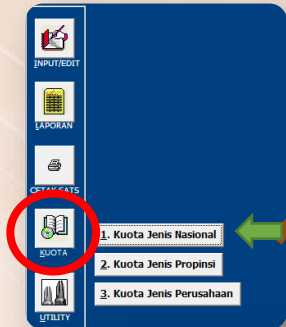 INPUT/EDIT
LAPORAN
CETAK SATS
KUOTA
1. Kuota Jenis Nasional
2. Kuota Jenis Propinsi
3. Kuota Jenis Perusahaan
UTILITY